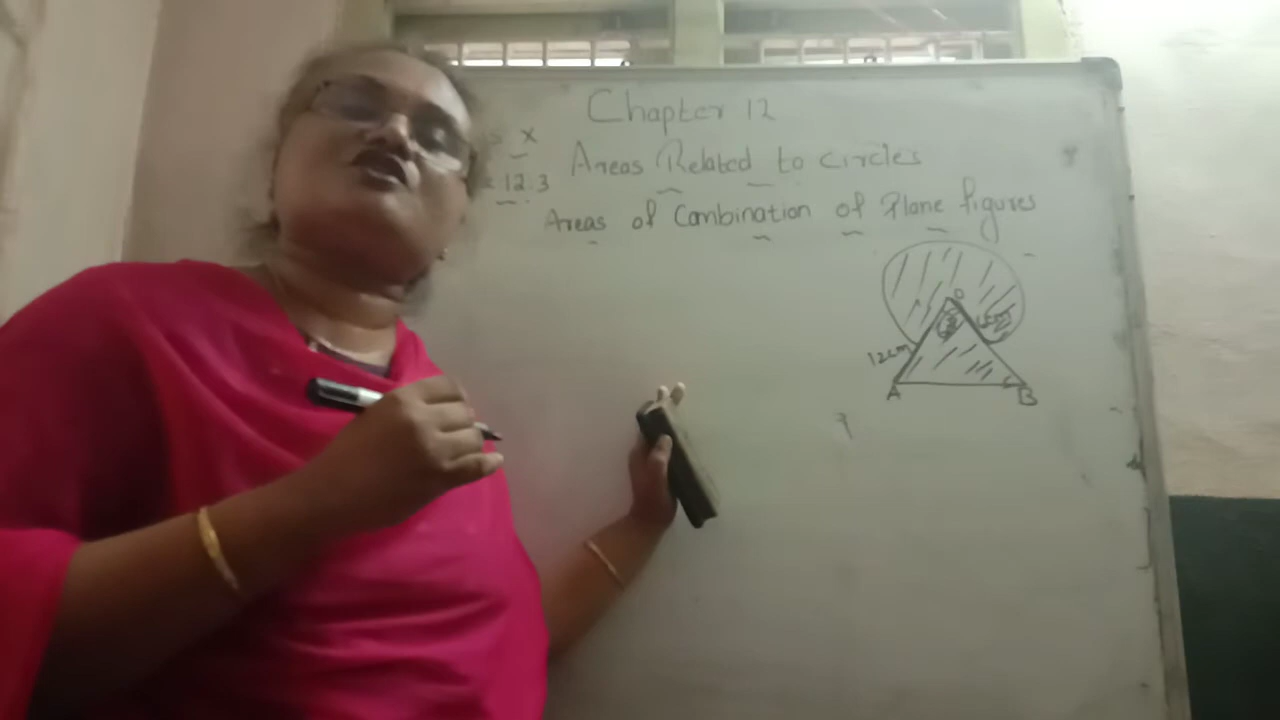 Chapter 12
X
Areas Related to circles
12.3
Areas of Combination of Plane figures
O
12cm
A
B